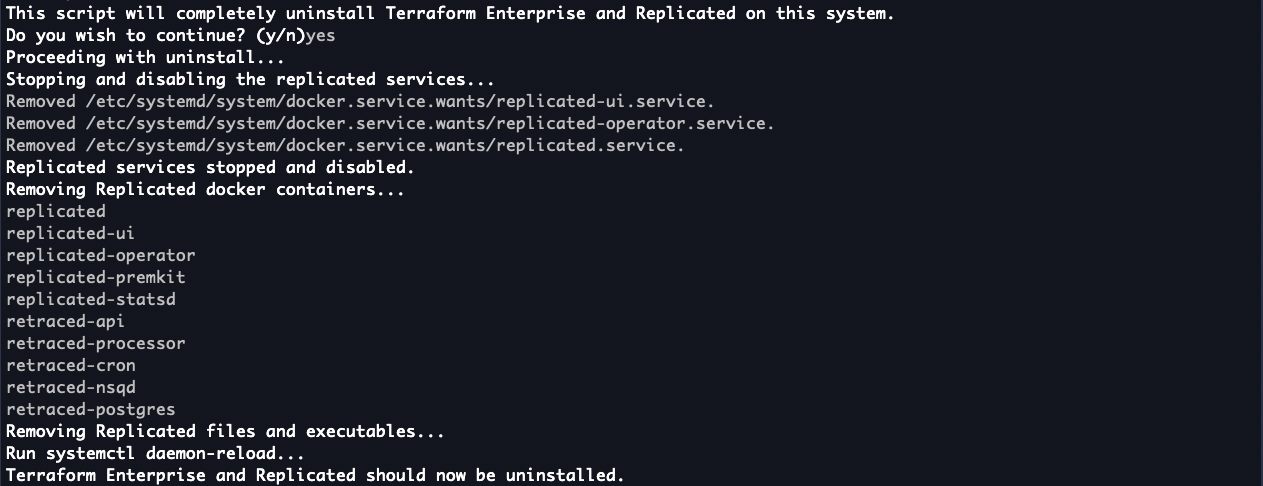 This script will completely uninstall Terraform Enterprise and Replicated on this system.
Do you wish to continue? (y/n)yes
Proceeding with uninstall...
Stopping and disabling the replicated services...
Removed /etc/systemd/system/docker.service.wants/replicated-ui.service.
Removed /etc/systemd/system/docker.service.wants/replicated-operator.service.
Removed /etc/systemd/system/docker.service.wants/replicated.service.
Replicated services stopped and disabled.
Removing Replicated docker containers...
replicated
replicated-ui
replicated-operator
replicated-premkit
replicated-statsd
retraced-api
retraced-processor
retraced-cron
retraced-nsqd
retraced-postgres
Removing Replicated files and executables...
Run systemctl daemon-reload...
Terraform Enterprise and Replicated should now be uninstalled.